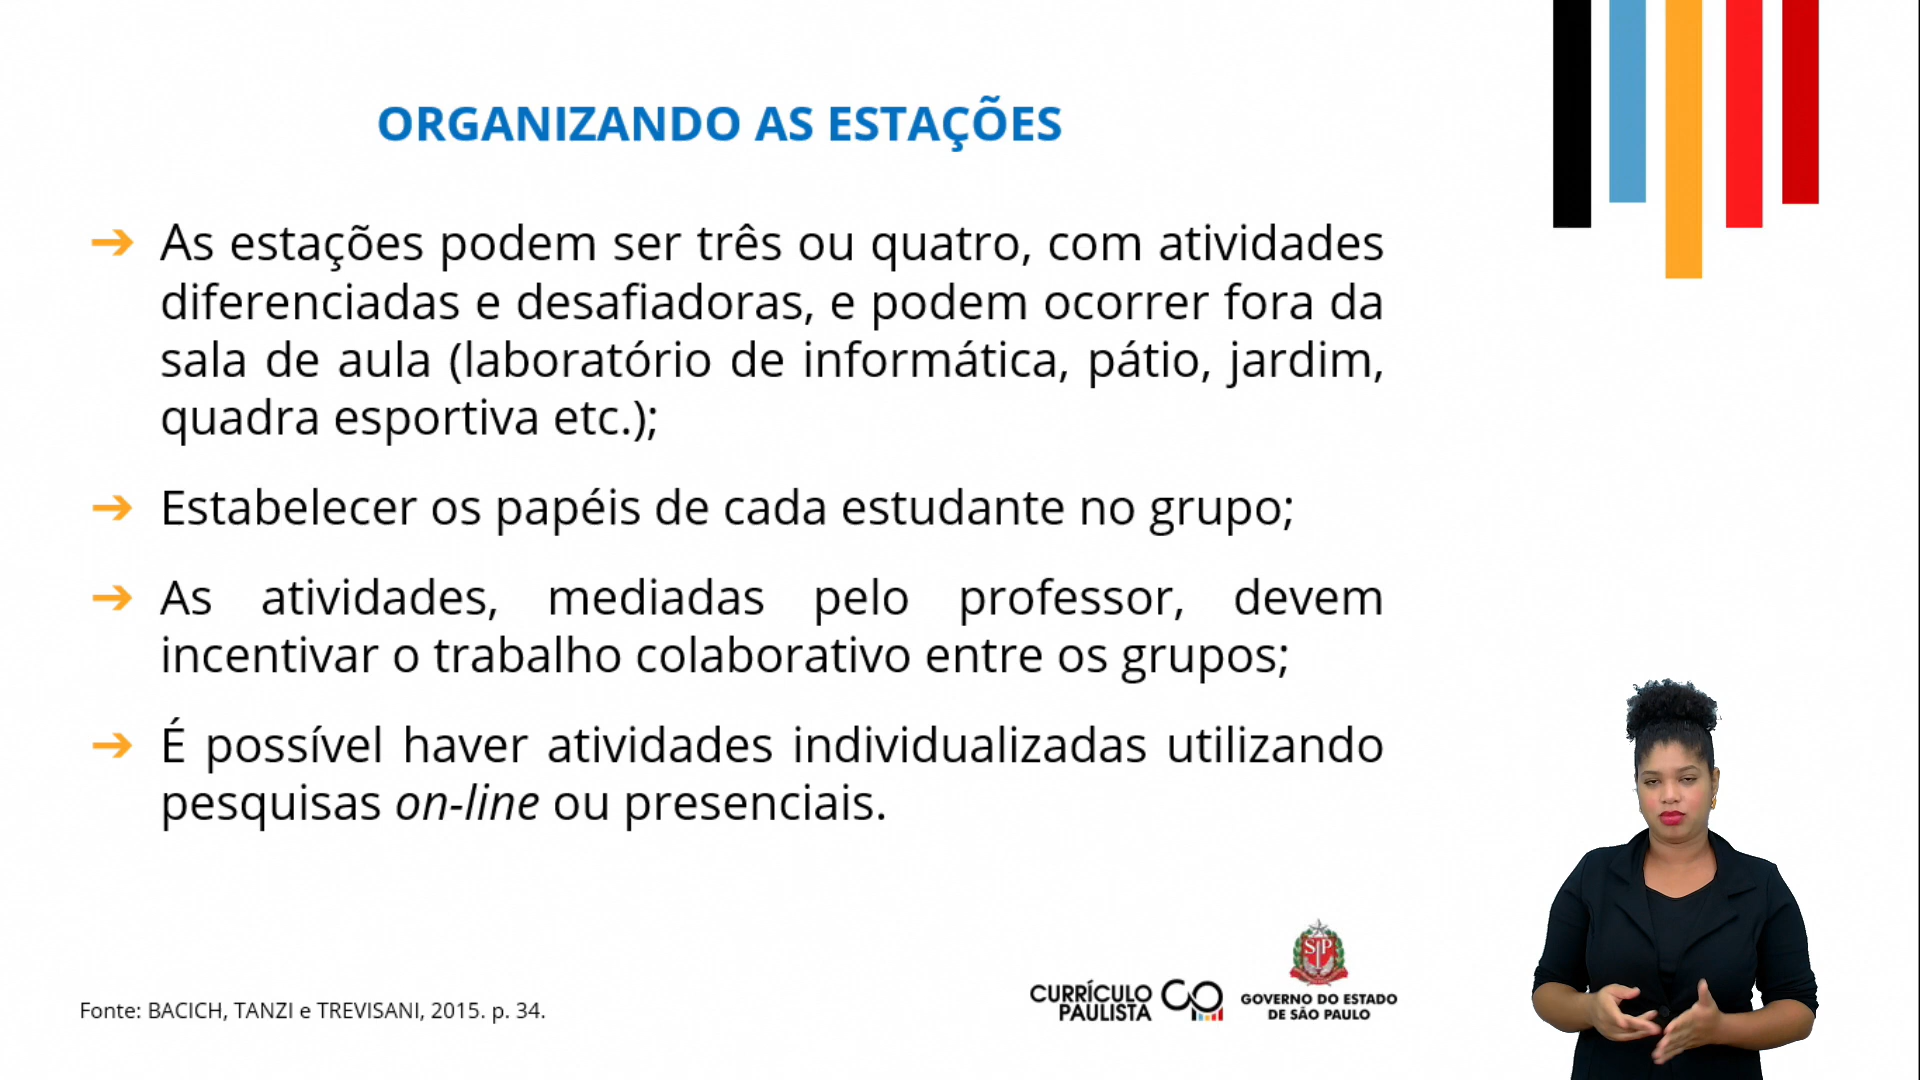 ORGANIZANDO AS ESTAÇÕES
➔ As estações podem ser três ou quatro, com atividades
diferenciadas e desafiadoras, e podem ocorrer fora da
sala de aula (laboratório de informática, pátio, jardim,
quadra esportiva etc.);
➔ Estabelecer os papéis de cada estudante no grupo;
➔ As atividades, mediadas pelo professor, devem
incentivar o trabalho colaborativo entre os grupos;
➔ É possível haver atividades individualizadas utilizando
pesquisas on-line ou presenciais.
Fonte: BACICH, TANZI e TREVISANI, 2015. p. 34.
CURRÍCULO
PAULISTA
SP
GOVERNO DO ESTADO
DE SÃO PAULO